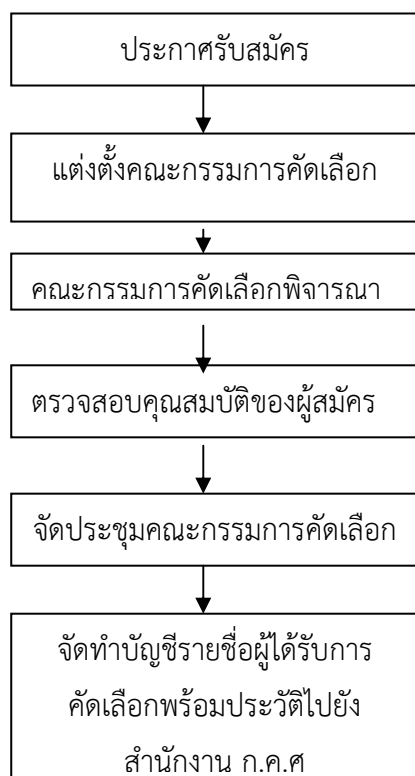 ประกาศรับสมัคร
แต่งตั้งคณะกรรมการคัดเลือก
คณะกรรมการคัดเลือกพิจารณา
ตรวจสอบคุณสมบัติของผู้สมัคร
จัดประชุมคณะกรรมการคัดเลือก
จัดทำบัญชีรายชื่อผู้ได้รับการ
คัดเลือกพร้อมประวัติไปยัง
สำนักงาน ก.ค.ศ